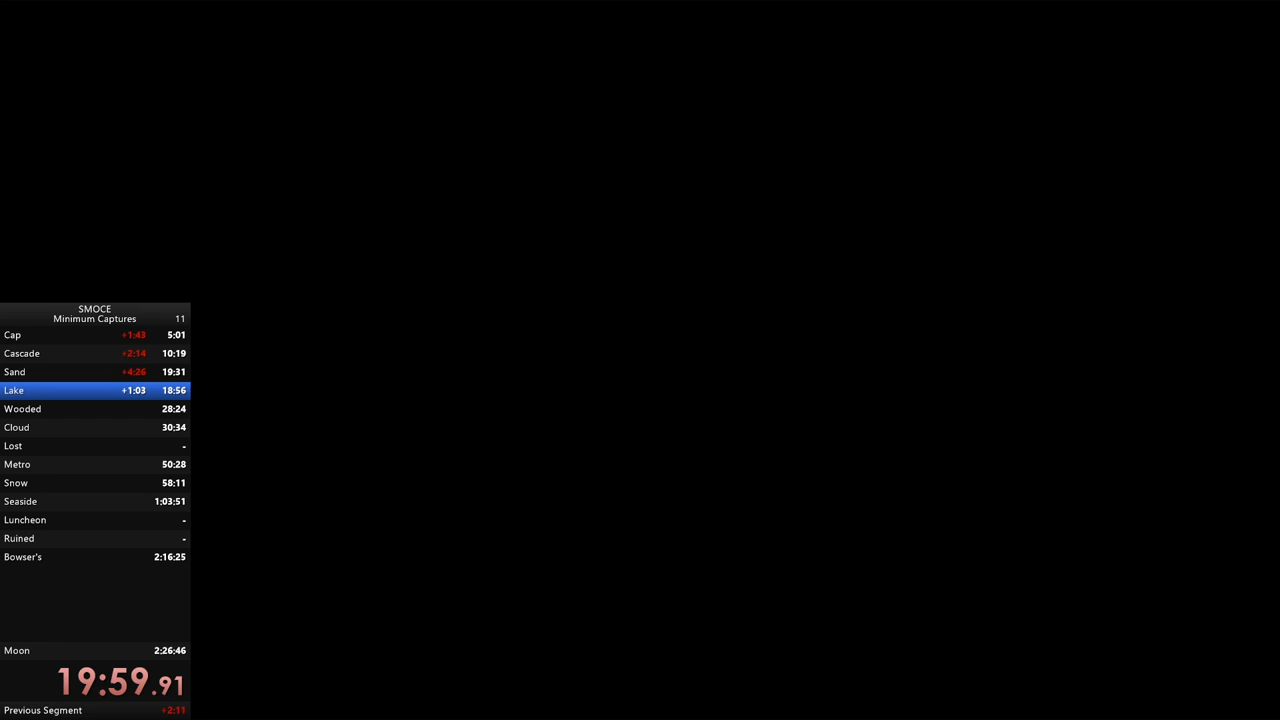 SMOCE
Minimum Captures 11
Cap +1:43 5:01
Cascade +2:14 10:19
Sand +4:26 19:31
Lake +1:03 18:56
Wooded 28:24
Cloud 30:34
Lost -
Metro 50:28
Snow 58:11
Seaside 1:03:51
Luncheon -
Ruined -
Bowser's 2:16:25
Moon 2:26:46
19:59.91
Previous Segment +2:11